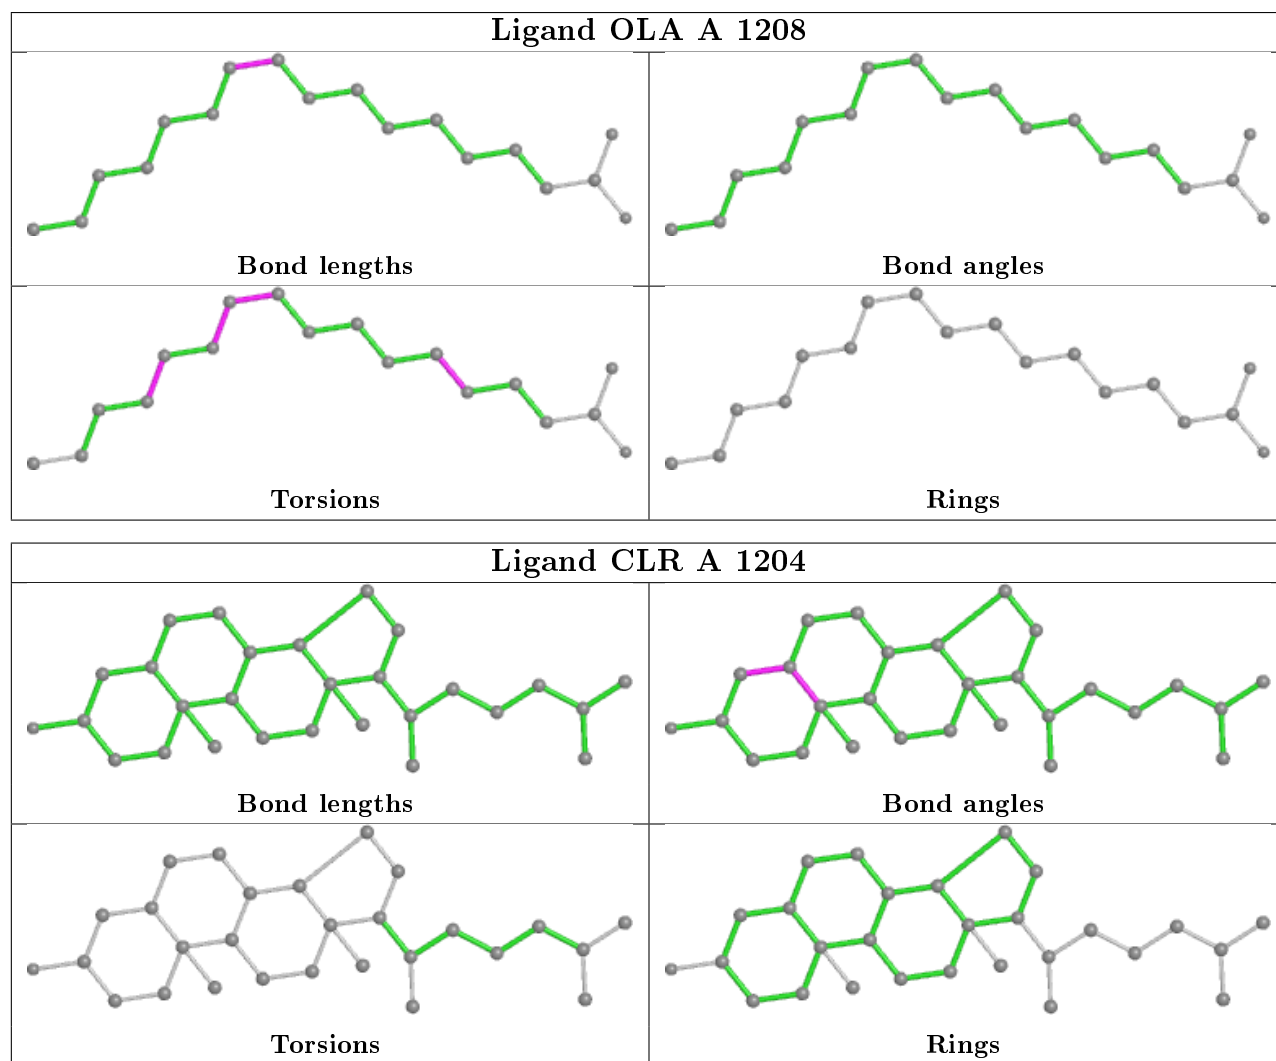 Ligand OLA A 1208
Bond lengths
Bond angles
Torsions
Rings
Ligand CLR A 1204
Bond lengths
Bond angles
Torsions
Rings